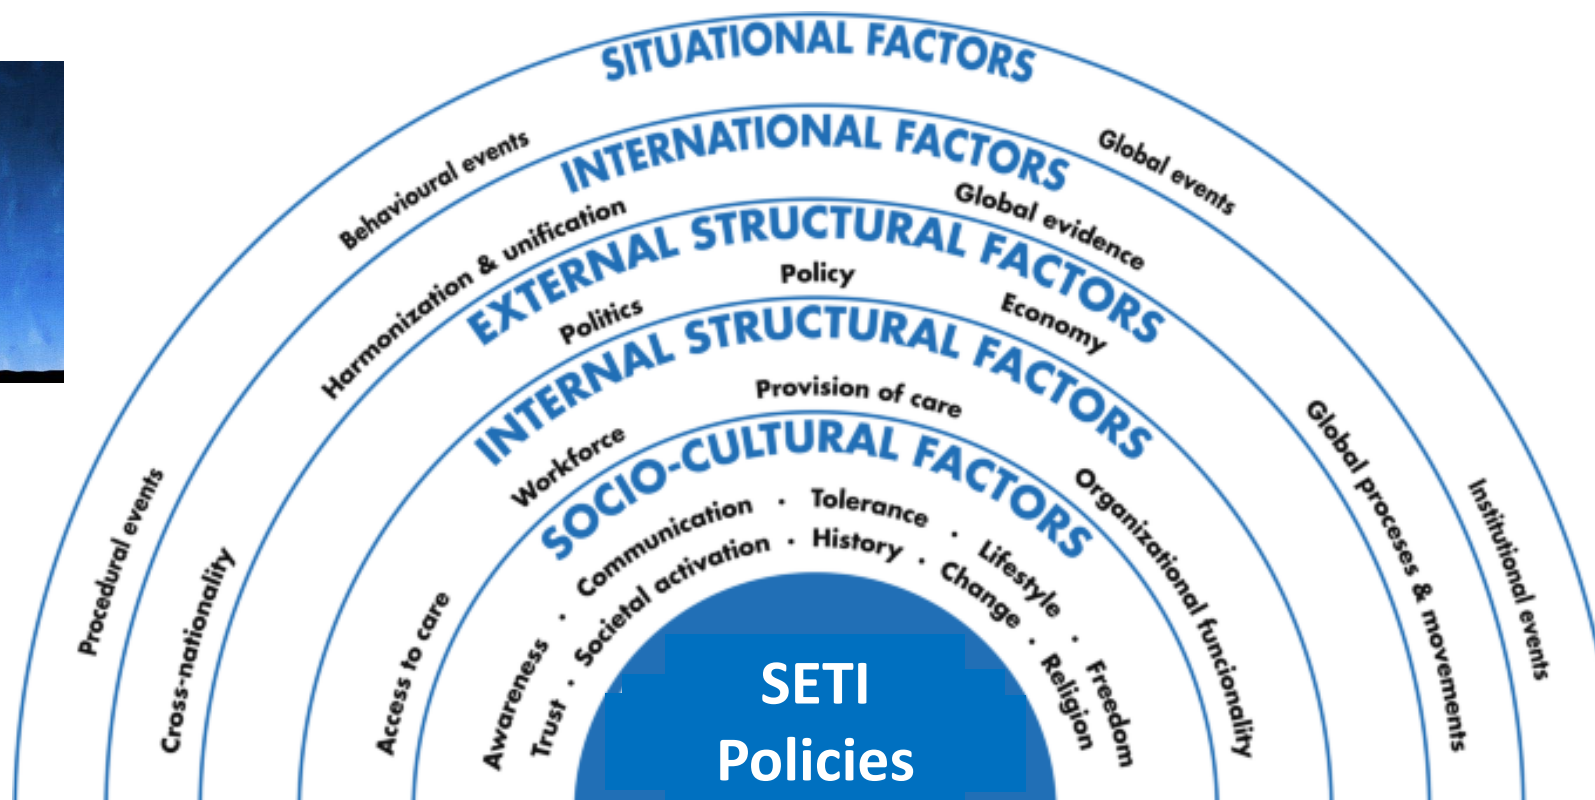 SITUATIONAL FACTORS
Procedural events
Behavioural events
Global events
Institutional events
INTERNATIONAL FACTORS
Cross-nationality
Harmonization & unification
Global evidence
Global proceses & movements
EXTERNAL STRUCTURAL FACTORS
Politics
Policy
Economy
INTERNAL STRUCTURAL FACTORS
Access to care
Workforce
Provision of care
Organizational funcionality
SOCIO-CULTURAL FACTORS
Awareness · Communication · Tolerance · Lifestyle · Freedom
Trust · Societal activation · History · Change · Religion
SETI
Policies